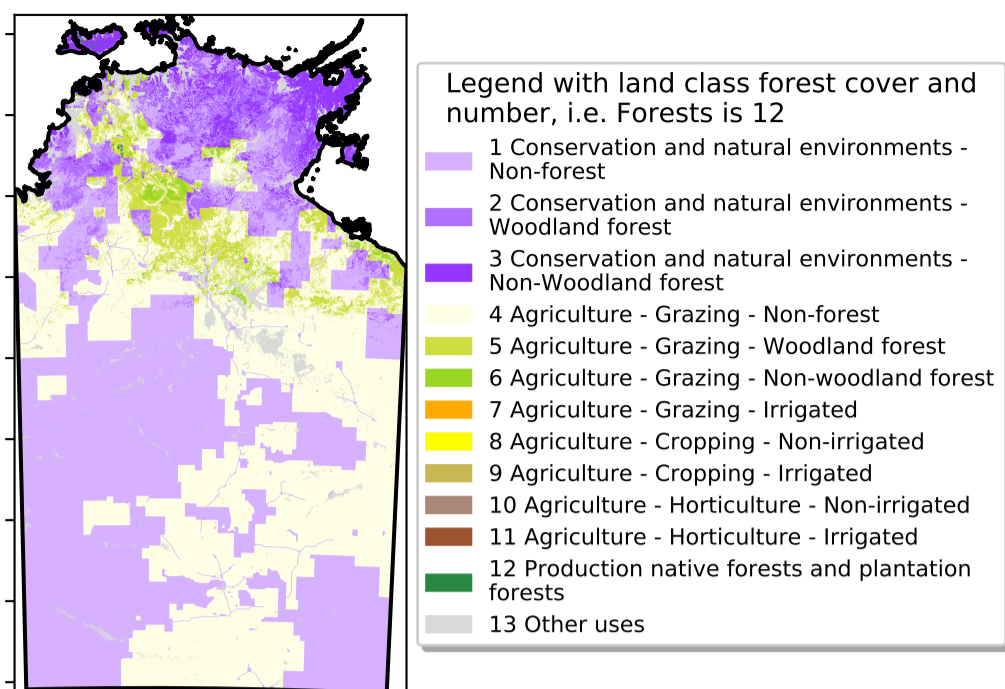 Legend with land class forest cover and
number, i.e. Forests is 12
1 Conservation and natural environments -
Non-forest
2 Conservation and natural environments -
Woodland forest
3 Conservation and natural environments -
Non-Woodland forest
4 Agriculture - Grazing - Non-forest
5 Agriculture - Grazing - Woodland forest
6 Agriculture - Grazing - Non-woodland forest
7 Agriculture - Grazing - Irrigated
8 Agriculture - Cropping - Non-irrigated
9 Agriculture - Cropping - Irrigated
10 Agriculture - Horticulture - Non-irrigated
11 Agriculture - Horticulture - Irrigated
12 Production native forests and plantation
forests
13 Other uses